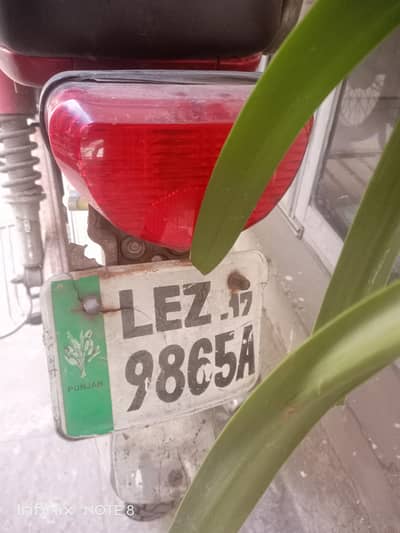 LEZ .17
9865A
PUNJAB
Infinix NOTE 8